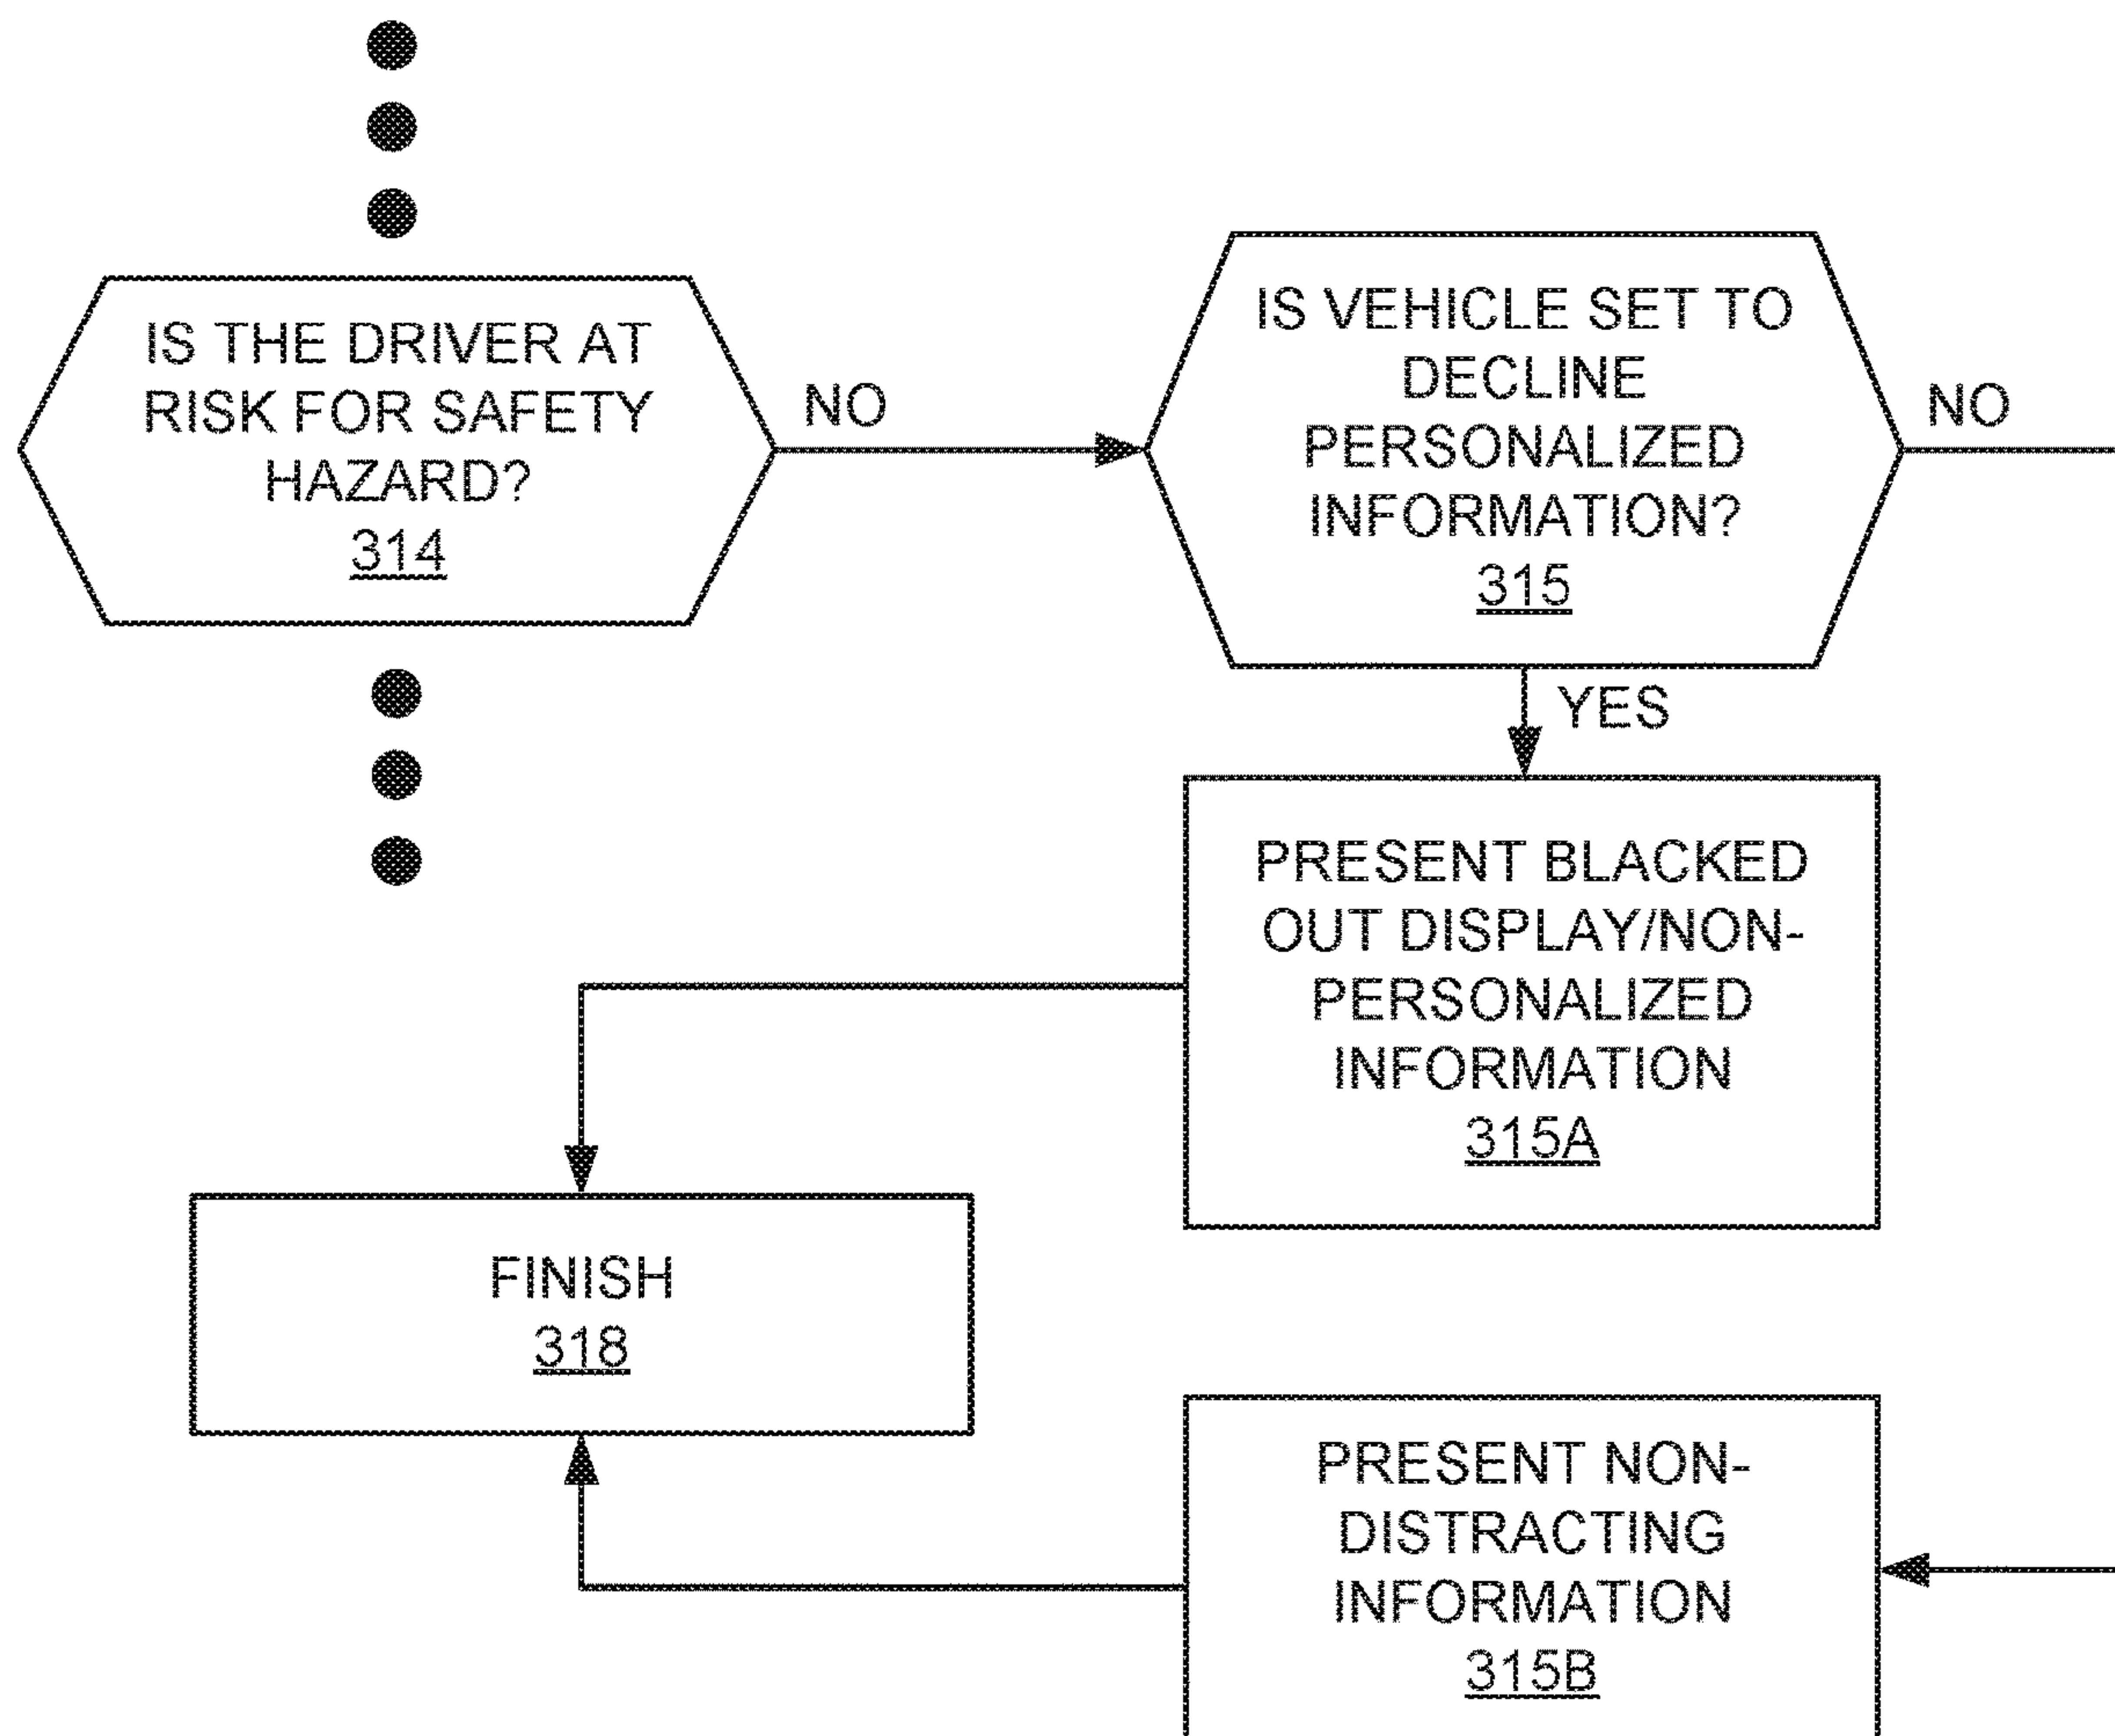 IS THE DRIVER AT
RISK FOR SAFETY
HAZARD?
314
NO
IS VEHICLE SET TO
DECLINE
PERSONALIZED
INFORMATION?
315
NO
YES
PRESENT BLACKED
OUT DISPLAY/NON-
PERSONALIZED
INFORMATION
315A
FINISH
318
PRESENT NON-
DISTRACTING
INFORMATION
315B